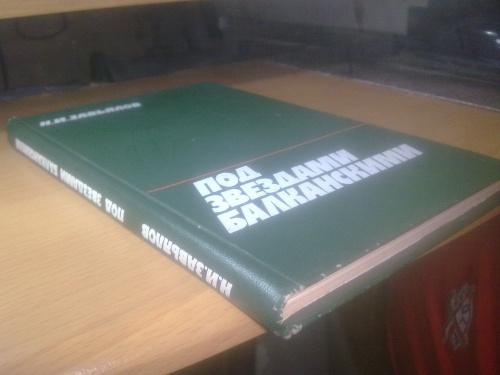 Н.И.ЗАВЬЯЛОВ
ПОД
ЗВЕЗДАМИ
БАЛКАНСКИМИ
Н.И.ЗАВЬЯЛОВ ПОД ЗВЕЗДАМИ БАЛКАНСКИМИ